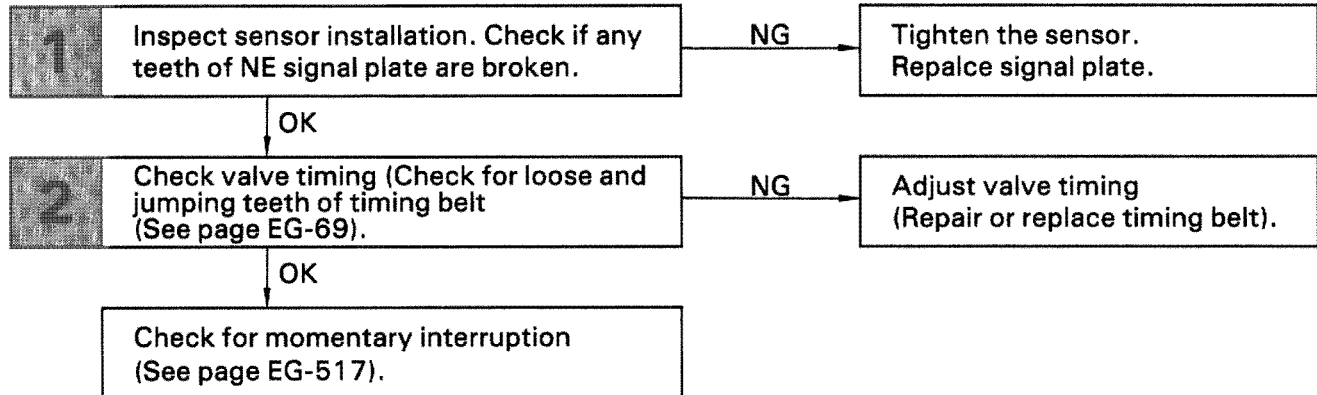 1
Inspect sensor installation. Check if any
teeth of NE signal plate are broken.
NG
Tighten the sensor.
Repalce signal plate.
OK
2
Check valve timing (Check for loose and
jumping teeth of timing belt
(See page EG-69).
NG
Adjust valve timing
(Repair or replace timing belt).
OK
Check for momentary interruption
(See page EG-517).